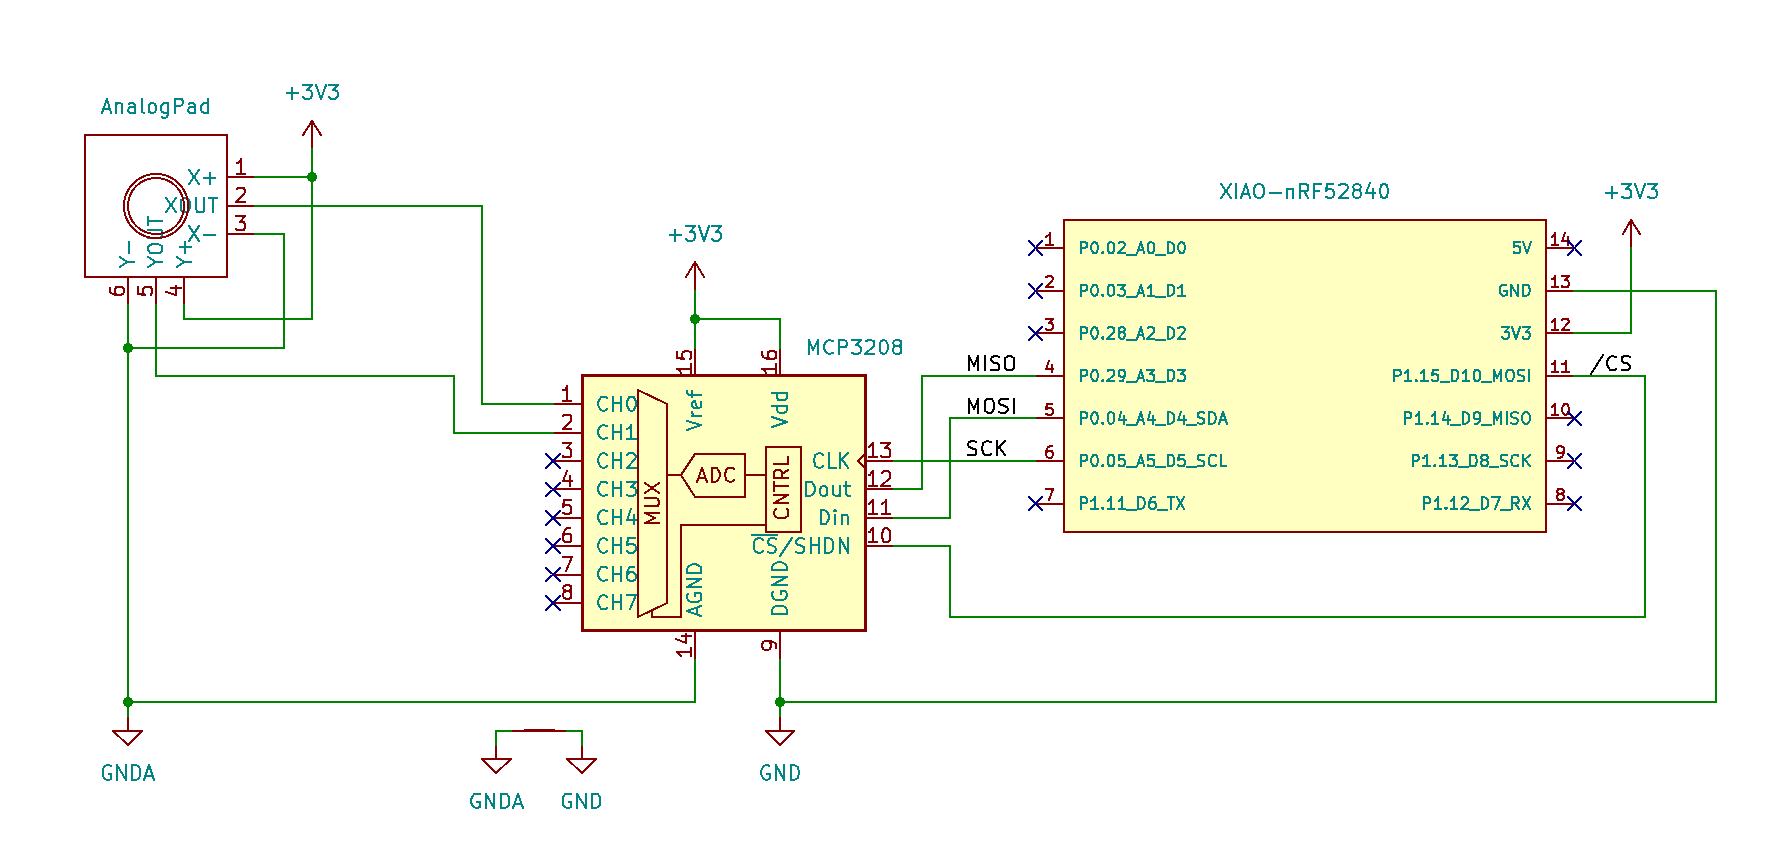 AnalogPad
+3V3
X+
1
XOUT
2
X-
3
Y-
YOUT
Y+
6
5
4
+3V3
MCP3208
15
16
Vref
Vdd
1
CH0
2
CH1
3
CH2
4
CH3
5
CH4
6
CH5
7
CH6
8
CH7
MUX
ADC
CNTRL
CLK
13
Dout
12
Din
11
CS/SHDN
10
AGND
DGND
14
9
MISO
MOSI
SCK
XIAO-nRF52840
+3V3
1
P0.02_A0_D0
5V
14
2
P0.03_A1_D1
GND
13
3
P0.28_A2_D2
3V3
12
4
P0.29_A3_D3
P1.15_D10_MOSI
11
/CS
5
P0.04_A4_D4_SDA
P1.14_D9_MISO
10
6
P0.05_A5_D5_SCL
P1.13_D8_SCK
9
7
P1.11_D6_TX
P1.12_D7_RX
8
GNDA
GNDA
GND
GND